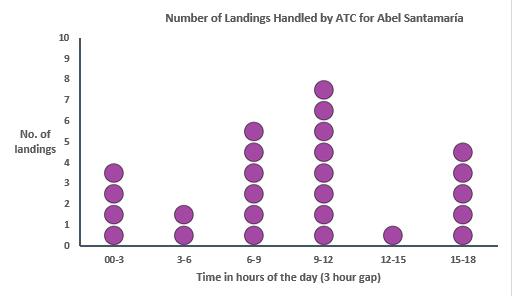 Number of Landings Handled by ATC for Abel Santamaría
10
9
8
7
6
5
4
3
2
1
0
No. of
landings
00-3 3-6 6-9 9-12 12-15 15-18
Time in hours of the day (3 hour gap)